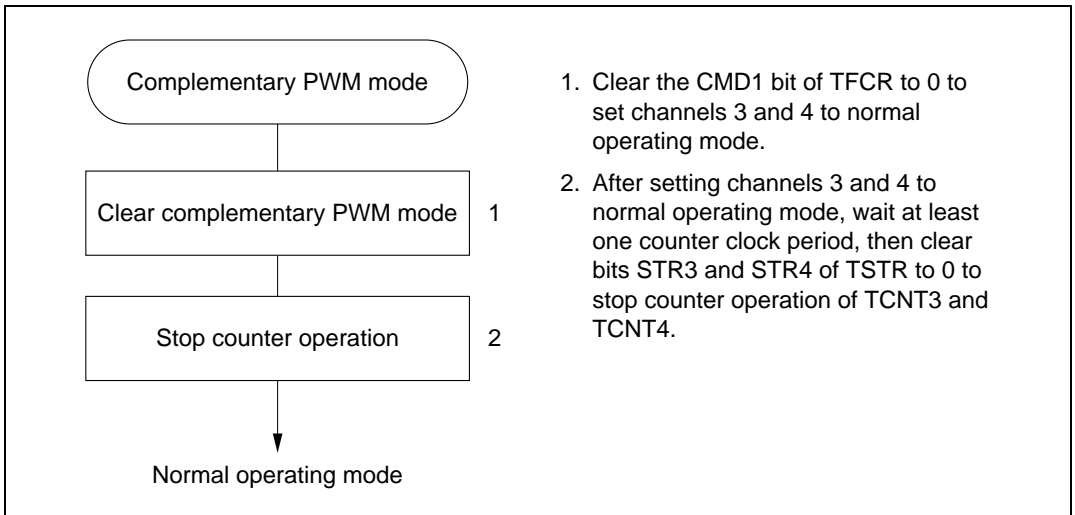 Complementary PWM mode
Clear complementary PWM mode 1
Stop counter operation 2
Normal operating mode
1. Clear the CMD1 bit of TFCR to 0 to
set channels 3 and 4 to normal
operating mode.
2. After setting channels 3 and 4 to
normal operating mode, wait at least
one counter clock period, then clear
bits STR3 and STR4 of TSTR to 0 to
stop counter operation of TCNT3 and
TCNT4.